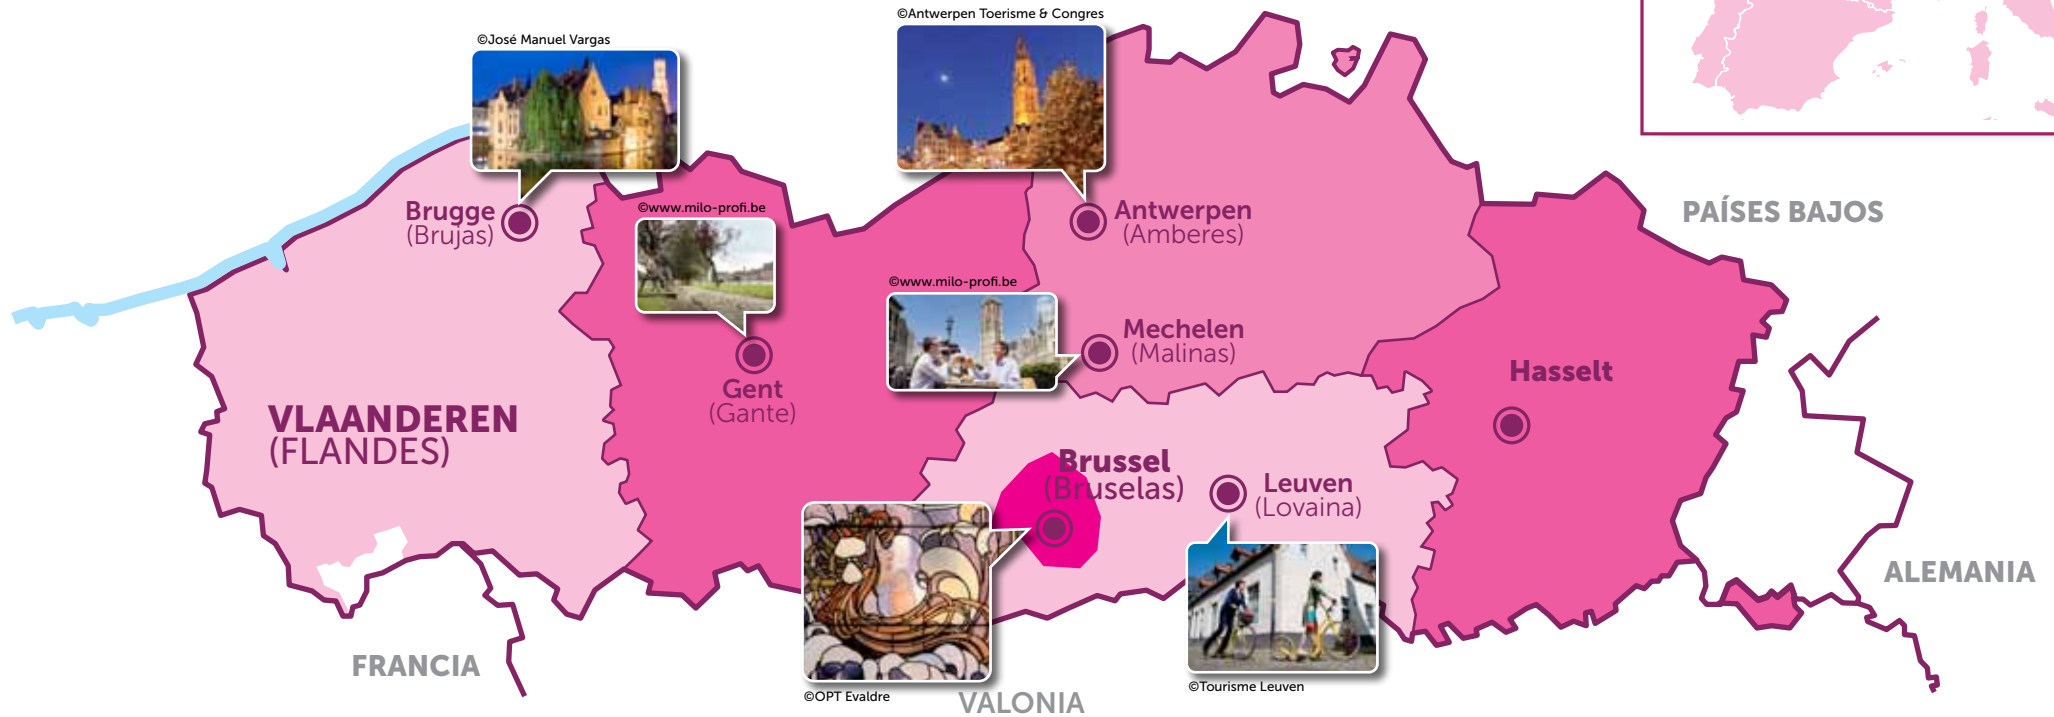 ©Antwerpen Toerisme & Congres
©José Manuel Vargas
©www.milo-profi.be
Brugge
(Brujas)
Antwerpen
(Amberes)
PAÍSES BAJOS
©www.milo-profi.be
Mechelen
(Malinas)
Hasselt
Gent
(Gante)
VLAANDEREN
(FLANDES)
Brussel
(Bruselas)
Leuven
(Lovaina)
ALEMANIA
FRANCIA
©OPT Evaldre
©Tourisme Leuven
VALONIA